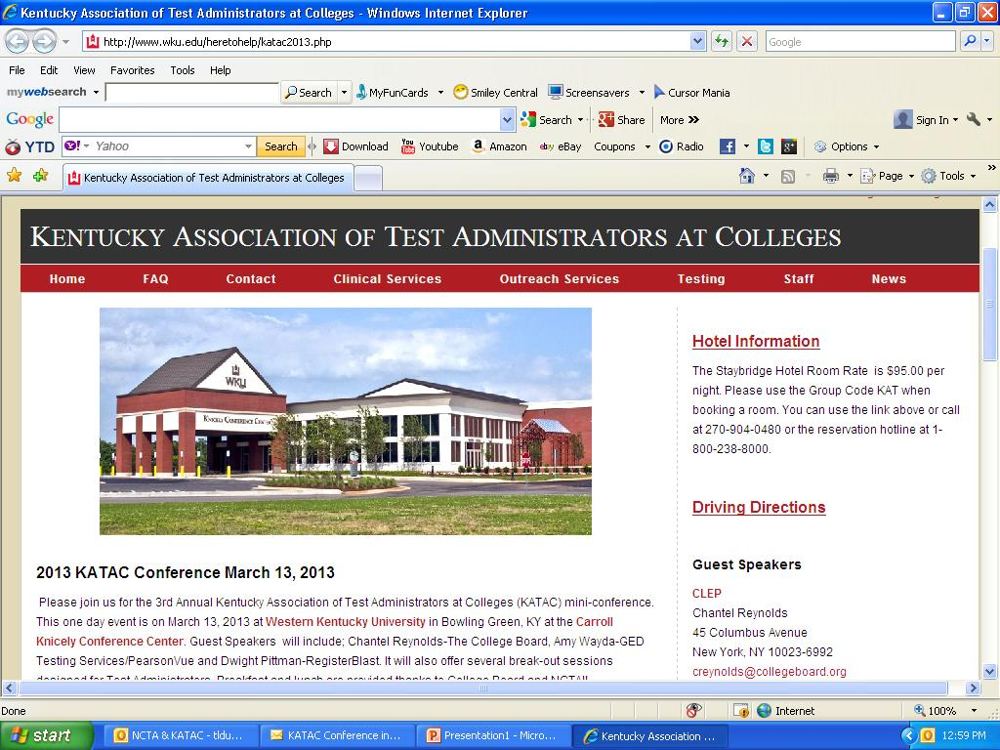 Kentucky Association of Test Administrators at Colleges - Windows Internet Explorer
http://www.wku.edu/heretohelp/katac2013.php
Google
File Edit View Favorites Tools Help
mywebsearch Search MyFunCards Smiley Central Screensavers Cursor Mania
Google Search Share More Sign In
YTD Y! Yahoo Search Download Youtube Amazon eBay Coupons Radio Options
Kentucky Association of Test Administrators at Colleges
Page Tools
KENTUCKY ASSOCIATION OF TEST ADMINISTRATORS AT COLLEGES
Home FAQ Contact Clinical Services Outreach Services Testing Staff News
WKU
KNICELY CONFERENCE CENTER
STOP
2013 KATAC Conference March 13, 2013
Please join us for the 3rd Annual Kentucky Association of Test Administrators at Colleges (KATAC) mini-conference.
This one day event is on March 13, 2013 at Western Kentucky University in Bowling Green, KY at the Carroll
Knicely Conference Center. Guest Speakers will include; Chantel Reynolds-The College Board, Amy Wayda-GED
Testing Services/PearsonVue and Dwight Pittman-RegisterBlast. It will also offer several break-out sessions
designed for Test Administrators. Breakfast and lunch are provided thanks to College Board and NCTA!!
Hotel Information
The Staybridge Hotel Room Rate is $95.00 per
night. Please use the Group Code KAT when
booking a room. You can use the link above or call
at 270-904-0480 or the reservation hotline at 1-
800-238-8000.
Driving Directions
Guest Speakers
CLEP
Chantel Reynolds
45 Columbus Avenue
New York, NY 10023-6992
creynolds@collegeboard.org
Done Internet 100%
start NCTA & KATAC - tldu... KATAC Conference in... Presentation1 - Micro... Kentucky Association ... 12:59 PM